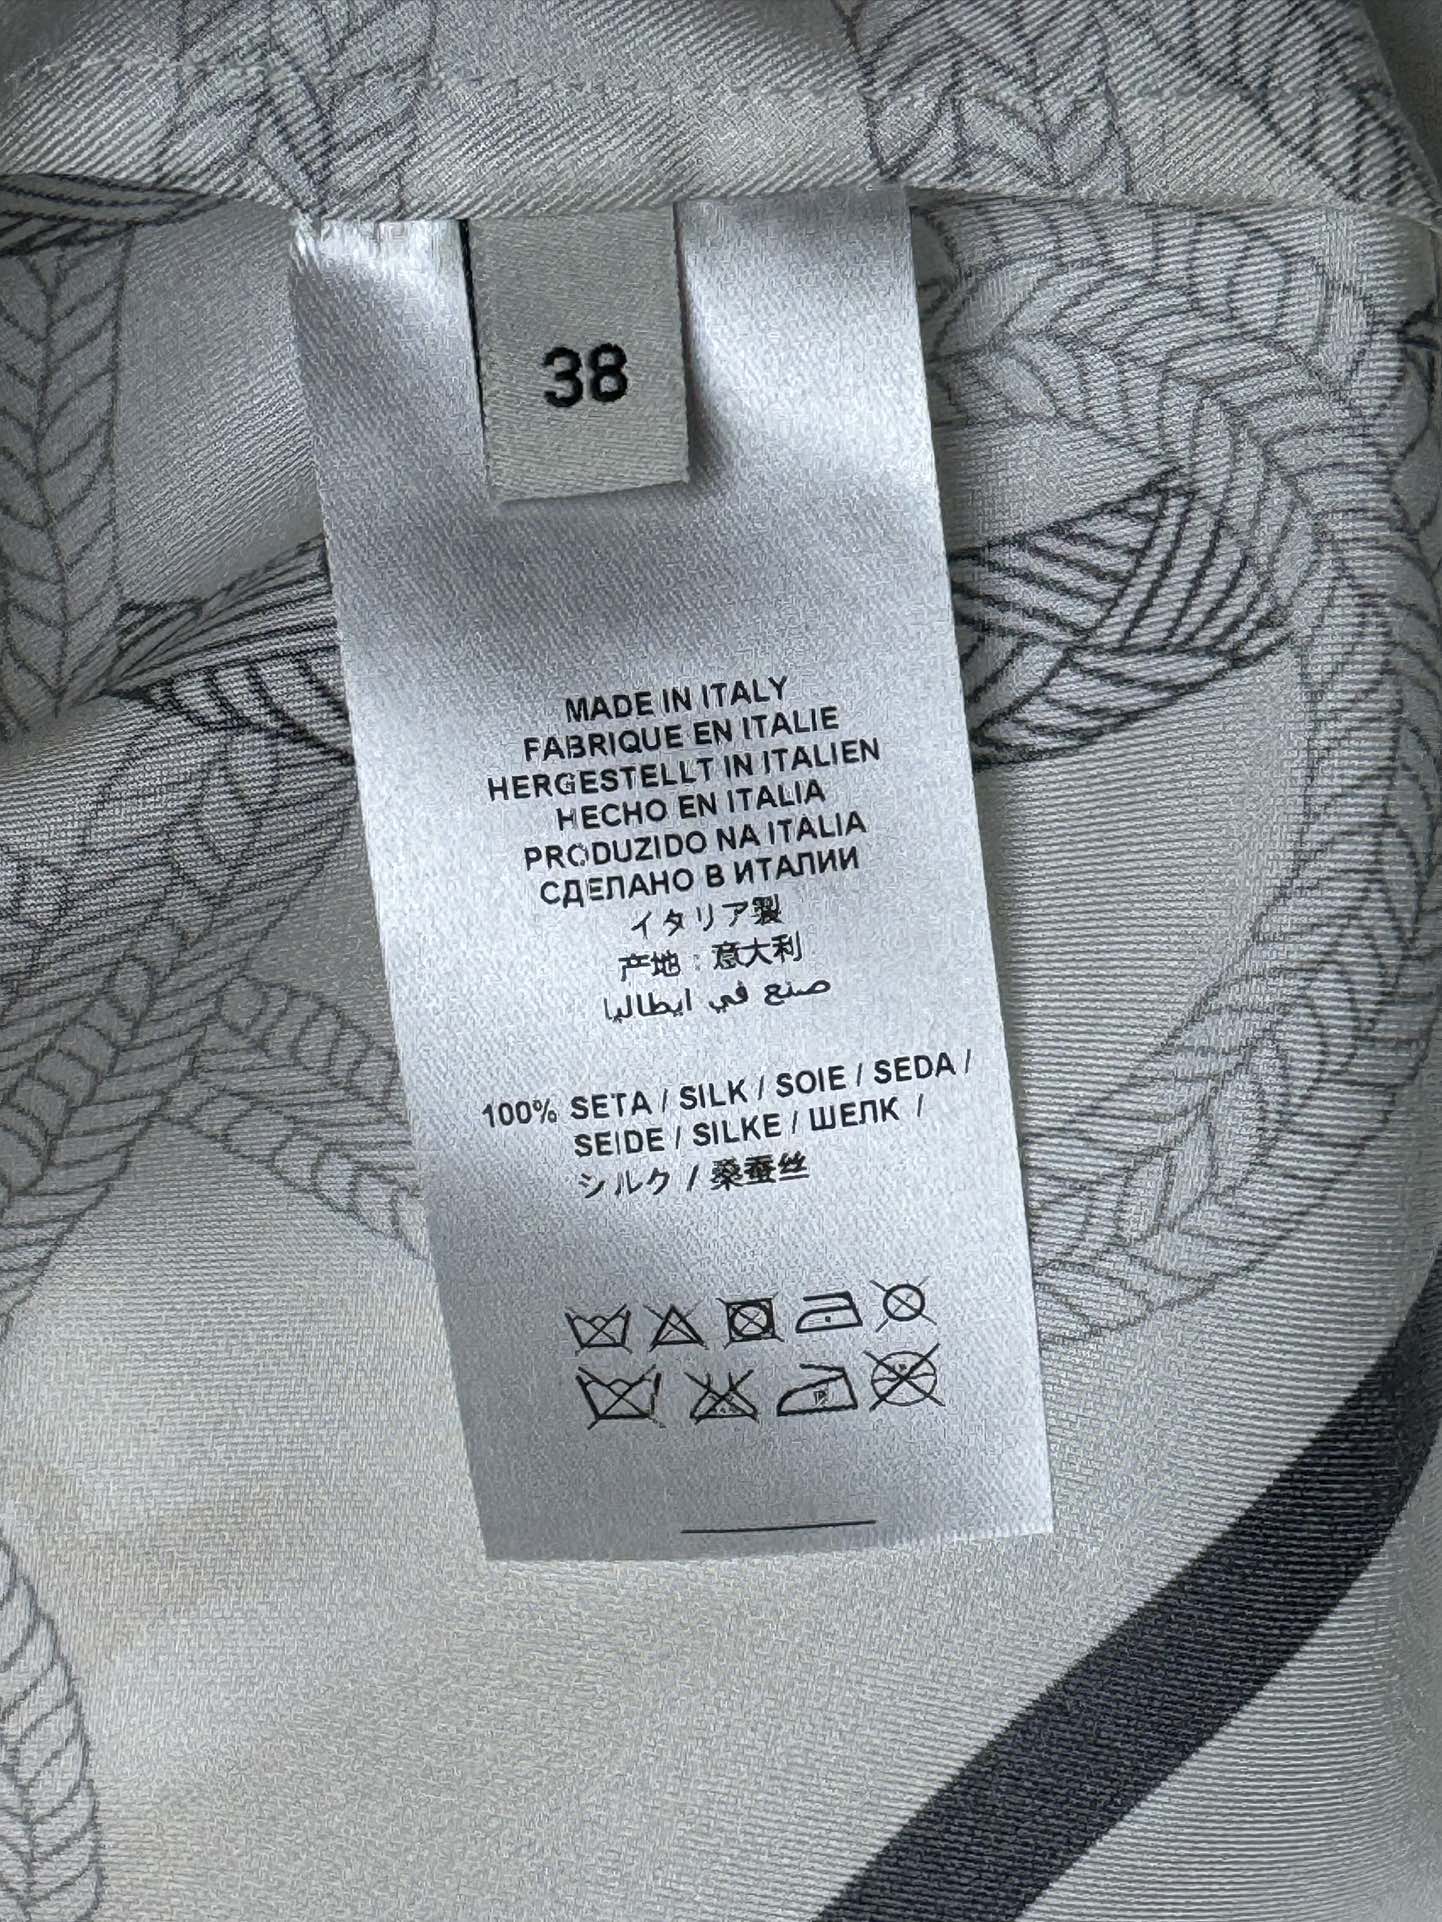 38
MADE IN ITALY
FABRIQUE EN ITALIE
HERGESTELLT IN ITALIEN
HECHO EN ITALIA
PRODUZIDO NA ITALIA
СДЕЛАНО В ИТАЛИИ
イタリア製
产地：意大利
صنع في ايطاليا
100% SETA / SILK / SOIE / SEDA /
SEIDE / SILKE / ШЕЛК /
シルク / 桑蚕丝